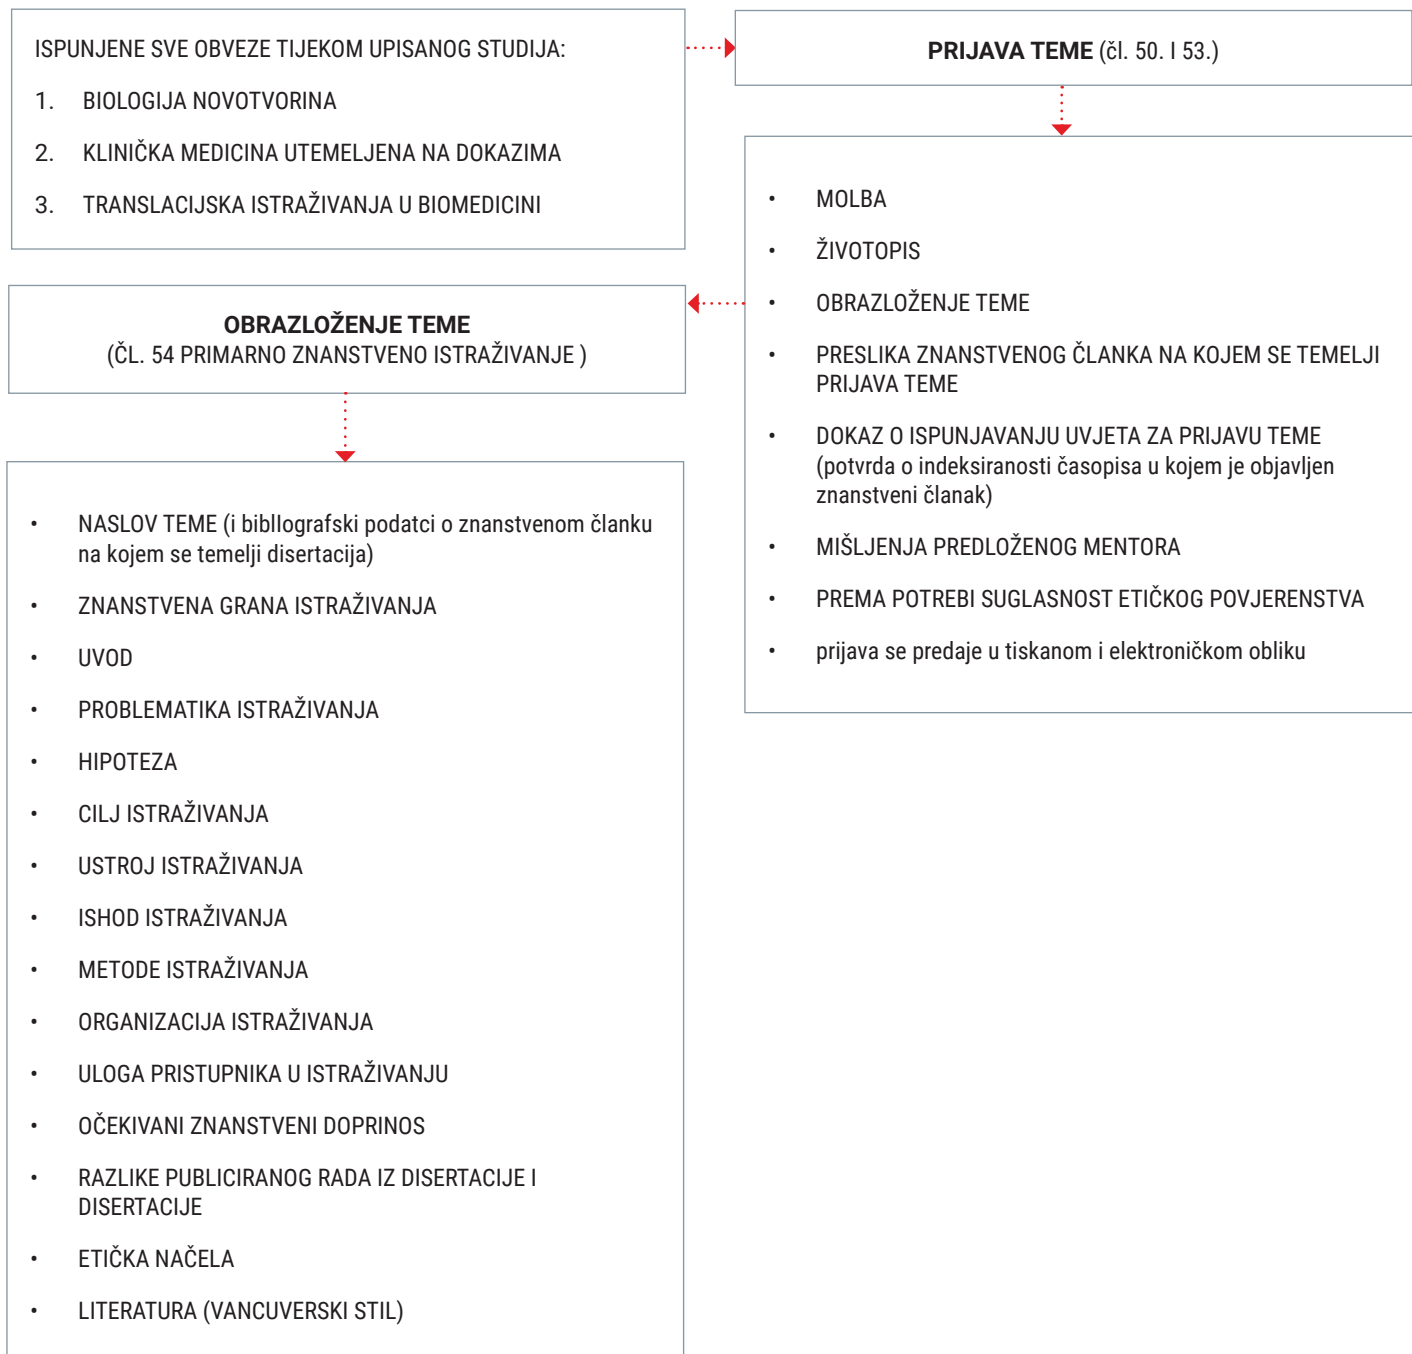 ISPUNJENE SVE OBVEZE TIJEKOM UPISANOG STUDIJA:
1. BIOLOGIJA NOVOTVORINA
2. KLINIČKA MEDICINA UTEMELJENA NA DOKAZIMA
3. TRANSLACIJSKA ISTRAŽIVANJA U BIOMEDICINI
PRIJAVA TEME (čl. 50. I 53.)
• MOLBA
• ŽIVOTOPIS
• OBRAZLOŽENJE TEME
• PRESLIKA ZNANSTVENOG ČLANKA NA KOJEM SE TEMELJI
PRIJAVA TEME
• DOKAZ O ISPUNJAVANJU UVJETA ZA PRIJAVU TEME
(potvrda o indeksiranosti časopisa u kojem je objavljen
znanstveni članak)
• MIŠLJENJA PREDLOŽENOG MENTORA
• PREMA POTREBI SUGLASNOST ETIČKOG POVJERENSTVA
• prijava se predaje u tiskanom i elektroničkom obliku
OBRAZLOŽENJE TEME
(ČL. 54 PRIMARNO ZNANSTVENO ISTRAŽIVANJE )
• NASLOV TEME (i biblIografski podatci o znanstvenom članku
na kojem se temelji disertacija)
• ZNANSTVENA GRANA ISTRAŽIVANJA
• UVOD
• PROBLEMATIKA ISTRAŽIVANJA
• HIPOTEZA
• CILJ ISTRAŽIVANJA
• USTROJ ISTRAŽIVANJA
• ISHOD ISTRAŽIVANJA
• METODE ISTRAŽIVANJA
• ORGANIZACIJA ISTRAŽIVANJA
• ULOGA PRISTUPNIKA U ISTRAŽIVANJU
• OČEKIVANI ZNANSTVENI DOPRINOS
• RAZLIKE PUBLICIRANOG RADA IZ DISERTACIJE I
DISERTACIJE
• ETIČKA NAČELA
• LITERATURA (VANCUVERSKI STIL)